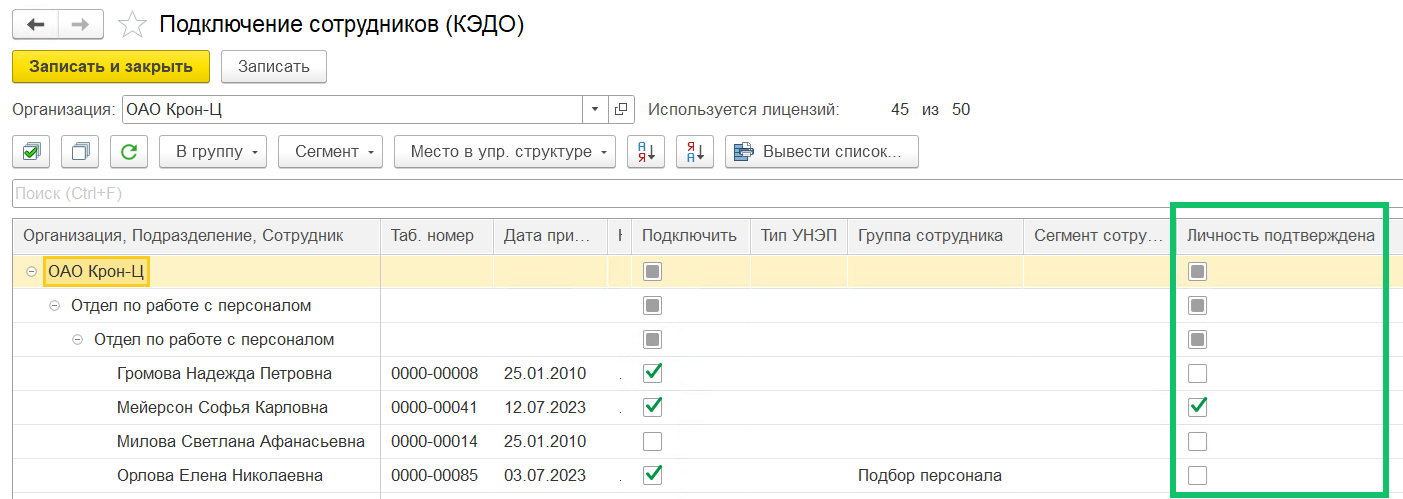 Подключение сотрудников (КЭДО)
Записать и закрыть Записать
Организация: ОАО Крон-Ц Используется лицензий: 45 из 50
В группу Сегмент Место в упр. структуре Вывести список...
Поиск (Ctrl+F)
Организация, Подразделение, Сотрудник Таб. номер Дата при... Подключить Тип УНЭП Группа сотрудника Сегмент сотру... Личность подтверждена
ОАО Крон-Ц
Отдел по работе с персоналом
Отдел по работе с персоналом
Громова Надежда Петровна 0000-00008 25.01.2010
Мейерсон Софья Карловна 0000-00041 12.07.2023
Милова Светлана Афанасьевна 0000-00014 25.01.2010
Орлова Елена Николаевна 0000-00085 03.07.2023 Подбор персонала